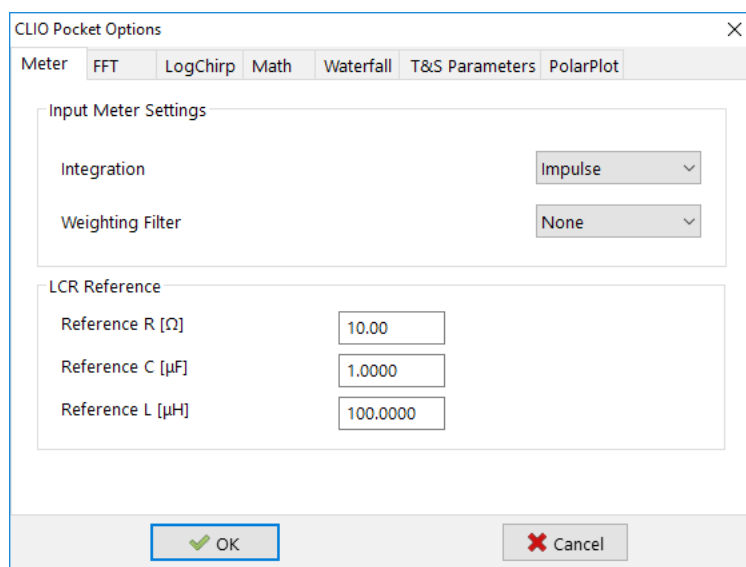 CLIO Pocket Options
Meter FFT LogChirp Math Waterfall T&S Parameters PolarPlot
Input Meter Settings
Integration Impulse
Weighting Filter None
LCR Reference
Reference R [Ω] 10.00
Reference C [µF] 1.0000
Reference L [µH] 100.0000
OK Cancel